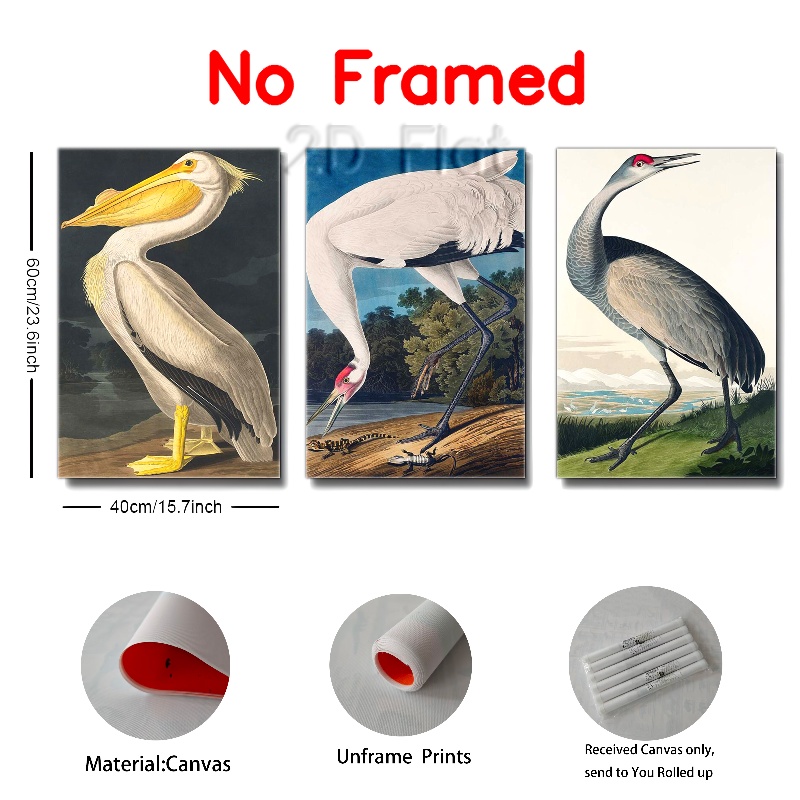 No Framed
2D Flat
60cm/23.6inch
40cm/15.7inch
Material:Canvas
Unframe Prints
Received Canvas only,
send to You Rolled up